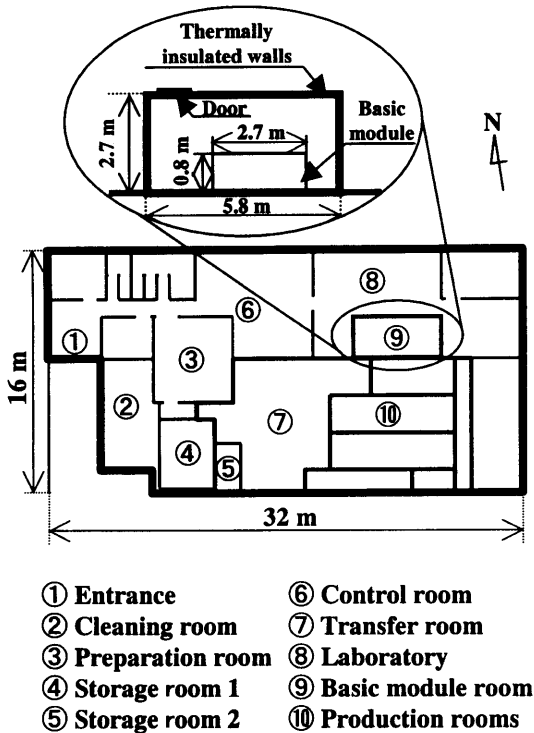 Thermally
insulated walls
Door
Basic
module
2.7 m
2.7 m
0.8 m
5.8 m
N
⑧
⑥
⑨
①
③
16 m
②
⑦
⑩
④
⑤
32 m
① Entrance
② Cleaning room
③ Preparation room
④ Storage room 1
⑤ Storage room 2
⑥ Control room
⑦ Transfer room
⑧ Laboratory
⑨ Basic module room
⑩ Production rooms